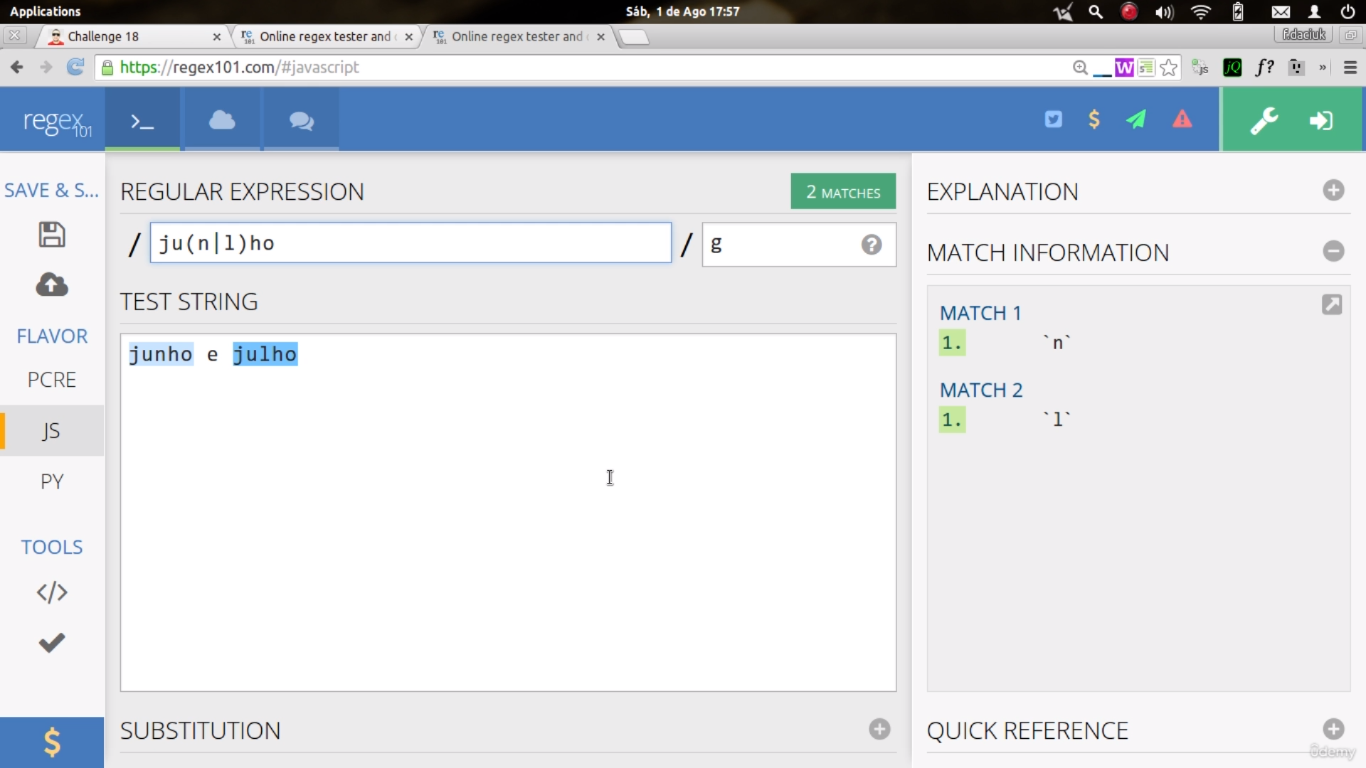 Applications
Sáb, 1 de Ago 17:57
Challenge 18
Online regex tester and
Online regex tester and
f.daciuk
https://regex101.com/#javascript
regex101
SAVE & S...
REGULAR EXPRESSION
2 MATCHES
EXPLANATION
/ ju(n|l)ho / g
MATCH INFORMATION
TEST STRING
junho e julho
MATCH 1
1. `n`
MATCH 2
1. `l`
FLAVOR
PCRE
JS
PY
TOOLS
SUBSTITUTION
QUICK REFERENCE
ûdemy